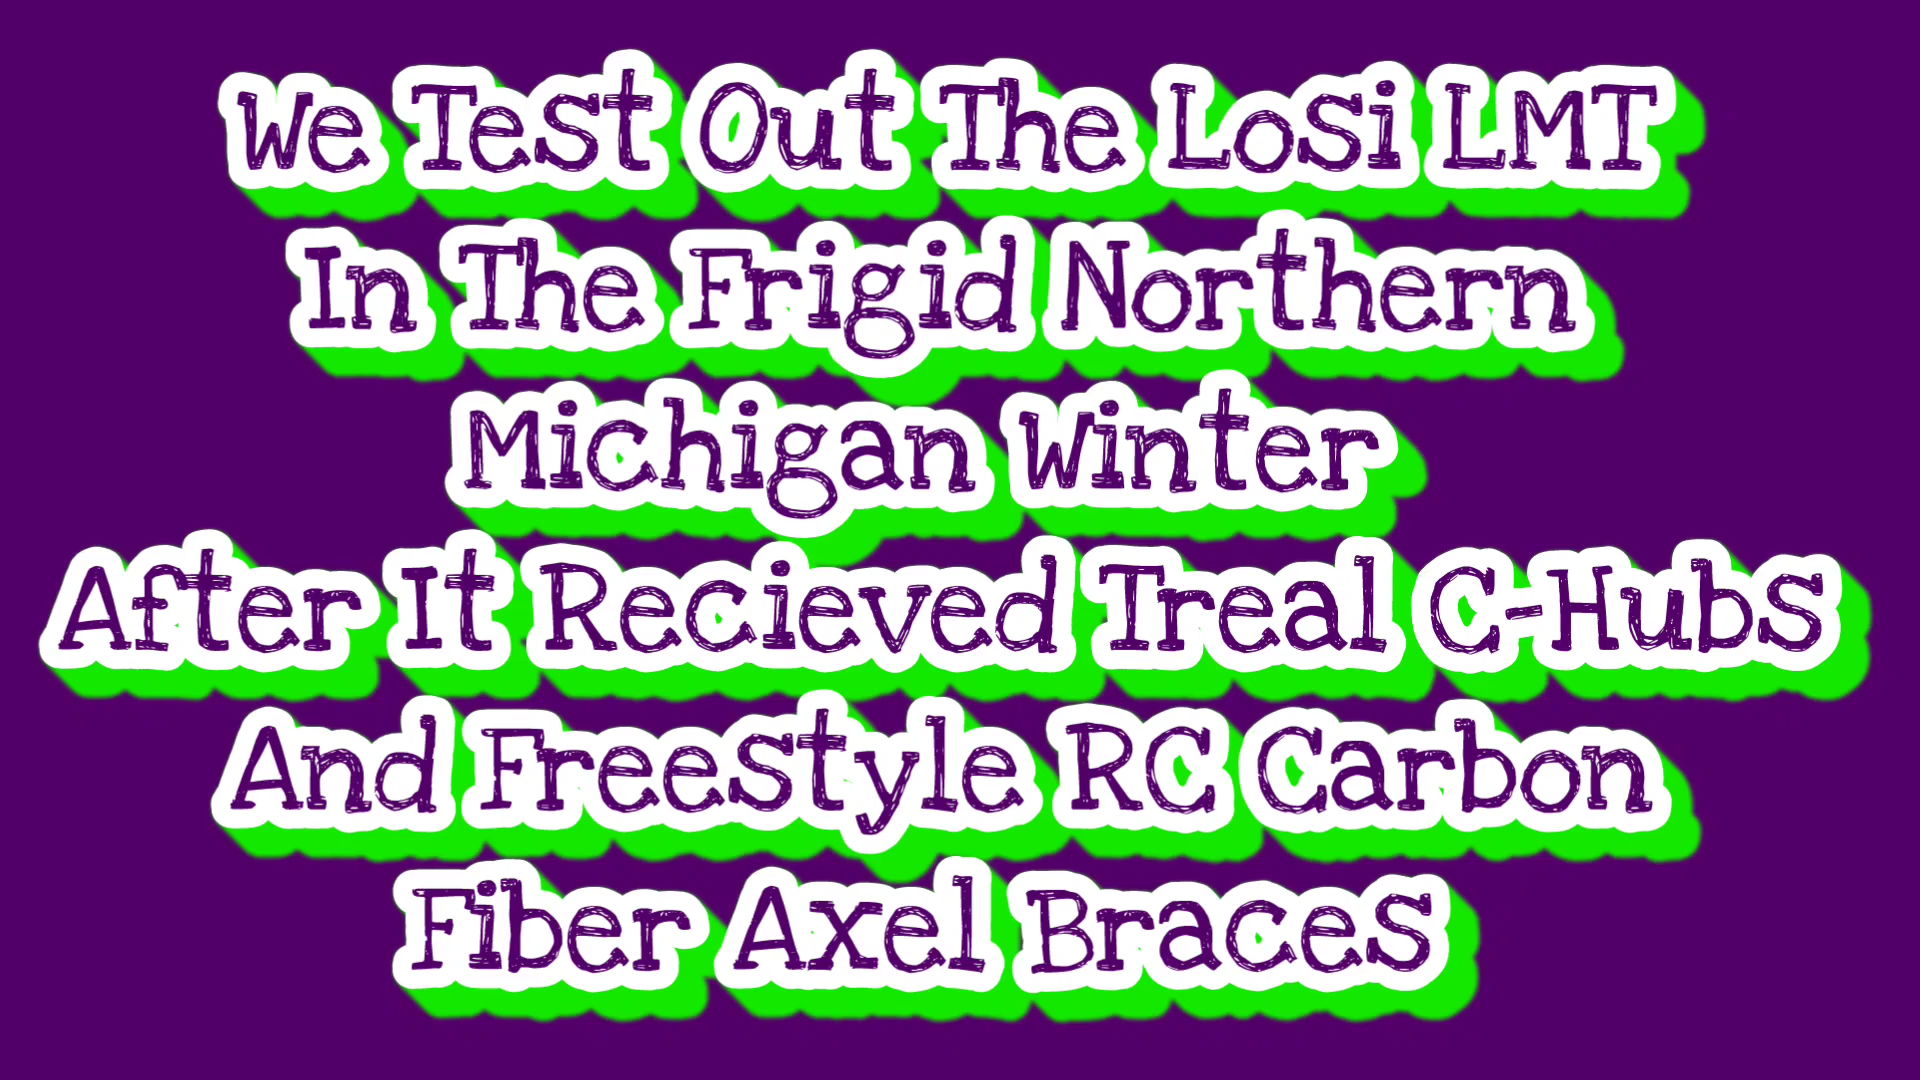 We Test Out The Losi LMT
In The Frigid Northern
Michigan Winter
After It Recieved Treal C-Hubs
And Freestyle RC Carbon
Fiber Axel Braces